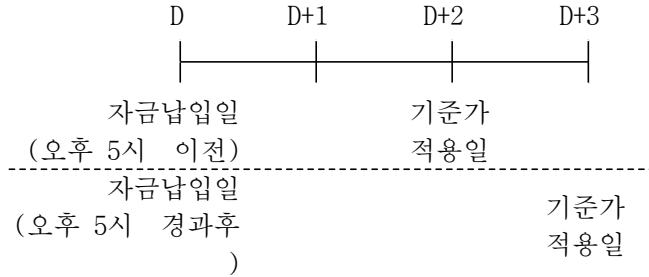 D D+1 D+2 D+3
자금납입일 기준가
(오후 5시 이전) 적용일
자금납입일
기준가
(오후 5시 경과후
적용일
)